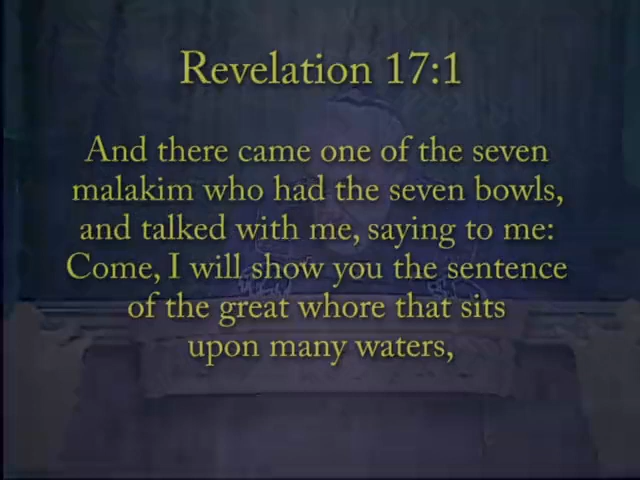 Revelation 17:1
And there came one of the seven
malakim who had the seven bowls,
and talked with me, saying to me:
Come, I will show you the sentence
of the great whore that sits
upon many waters,